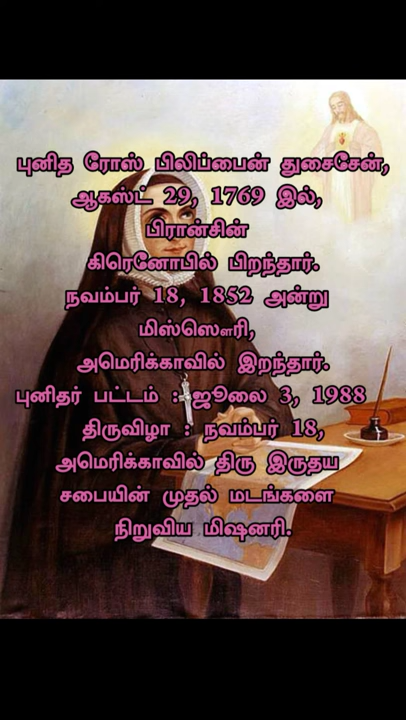 புனித ரோஸ் பிலிப்பைன் துசைசேன்,
ஆகஸ்ட் 29, 1769 இல்,
பிரான்சின்
கிரெனோபில் பிறந்தார்.
நவம்பர் 18, 1852 அன்று
மிஸ்ஸௌரி,
அமெரிக்காவில் இறந்தார்.
புனிதர் பட்டம் : ஜூலை 3, 1988
திருவிழா : நவம்பர் 18,
அமெரிக்காவில் திரு இருதய
சபையின் முதல் மடங்களை
நிறுவிய மிஷனரி.